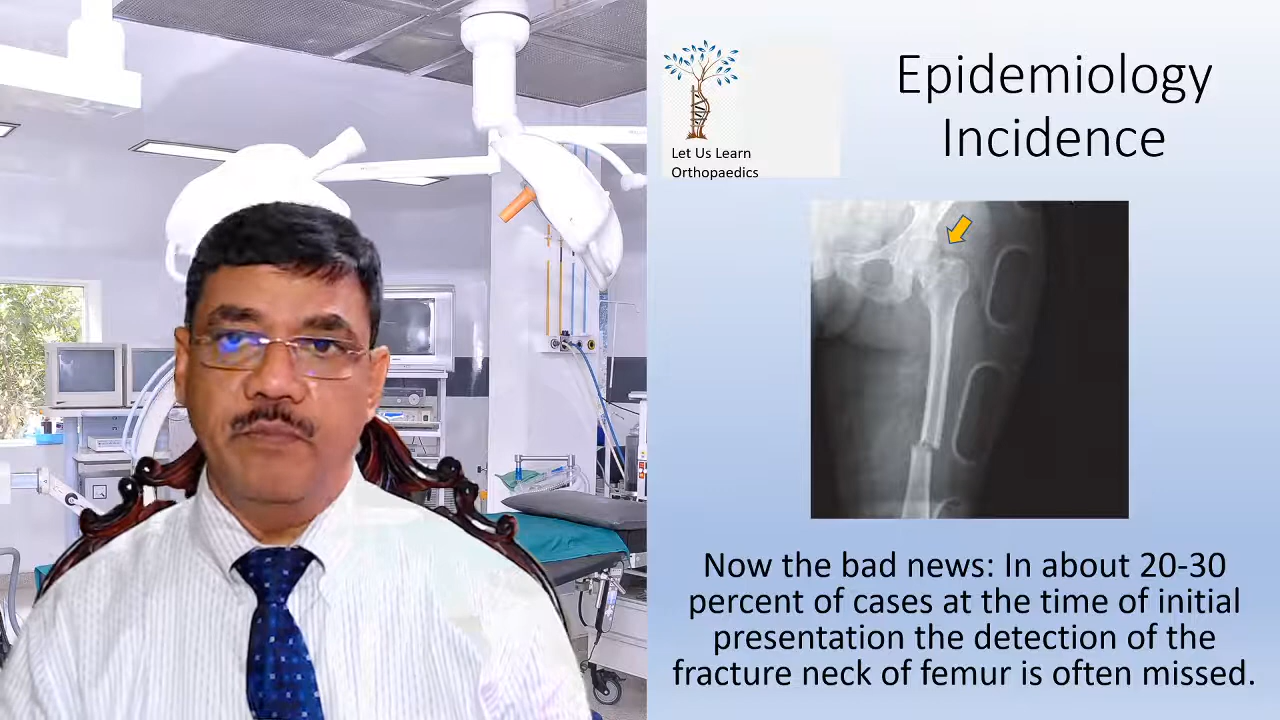 Let Us Learn
Orthopaedics
Epidemiology
Incidence
Now the bad news: In about 20-30
percent of cases at the time of initial
presentation the detection of the
fracture neck of femur is often missed.